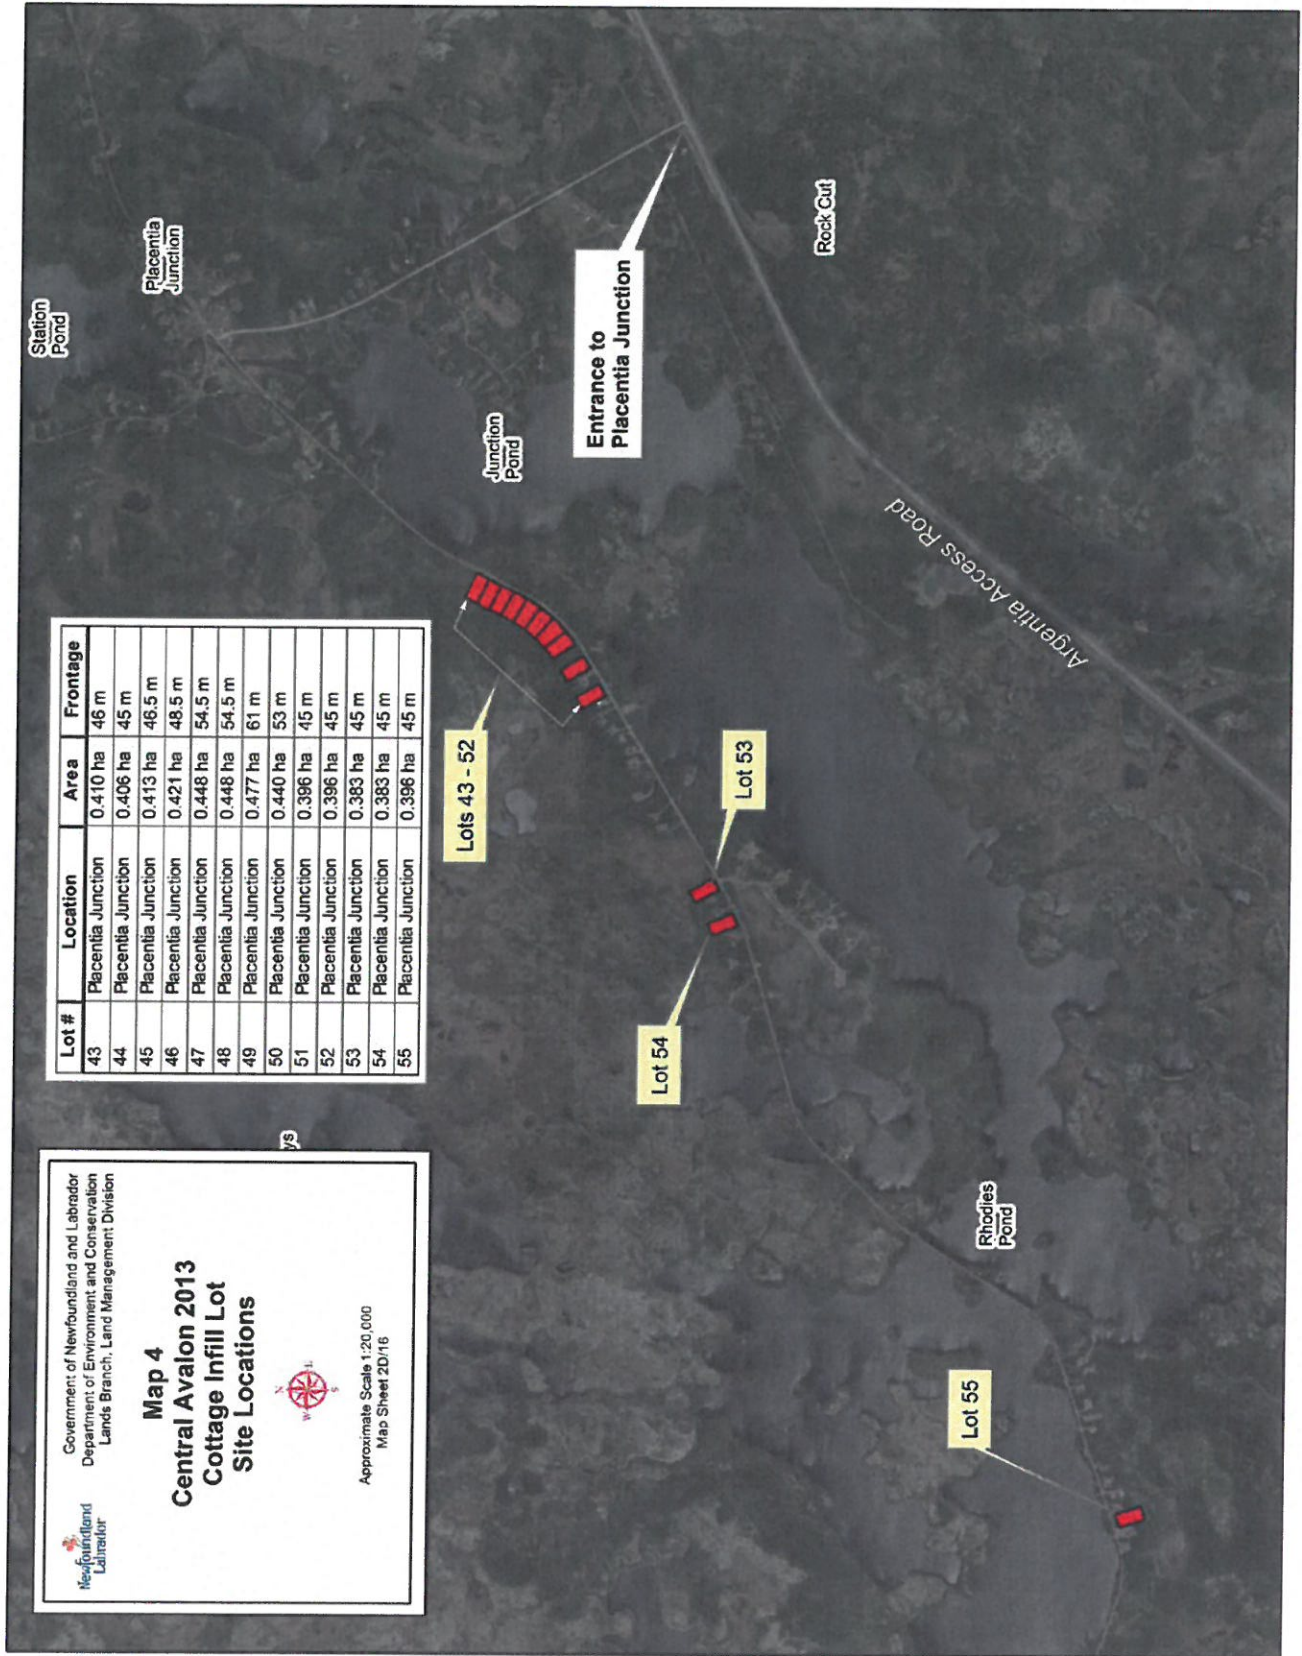 Newfoundland
Labrador
Government of Newfoundland and Labrador
Department of Environment and Conservation
Lands Branch, Land Management Division
Map 4
Central Avalon 2013
Cottage Infill Lot
Site Locations
N
W
E
S
Approximate Scale 1:20,000
Map Sheet 2D/16
ys
Lot # Location Area Frontage
43 Placentia Junction 0.410 ha 46 m
44 Placentia Junction 0.406 ha 45 m
45 Placentia Junction 0.413 ha 46.5 m
46 Placentia Junction 0.421 ha 48.5 m
47 Placentia Junction 0.448 ha 54.5 m
48 Placentia Junction 0.448 ha 54.5 m
49 Placentia Junction 0.477 ha 61 m
50 Placentia Junction 0.440 ha 53 m
51 Placentia Junction 0.396 ha 45 m
52 Placentia Junction 0.396 ha 45 m
53 Placentia Junction 0.383 ha 45 m
54 Placentia Junction 0.383 ha 45 m
55 Placentia Junction 0.396 ha 45 m
Station
Pond
Placentia
Junction
Lots 43 - 52
Junction
Pond
Entrance to
Placentia Junction
Lot 54
Lot 53
Rock Cut
Argentia Access Road
Rhodies
Pond
Lot 55